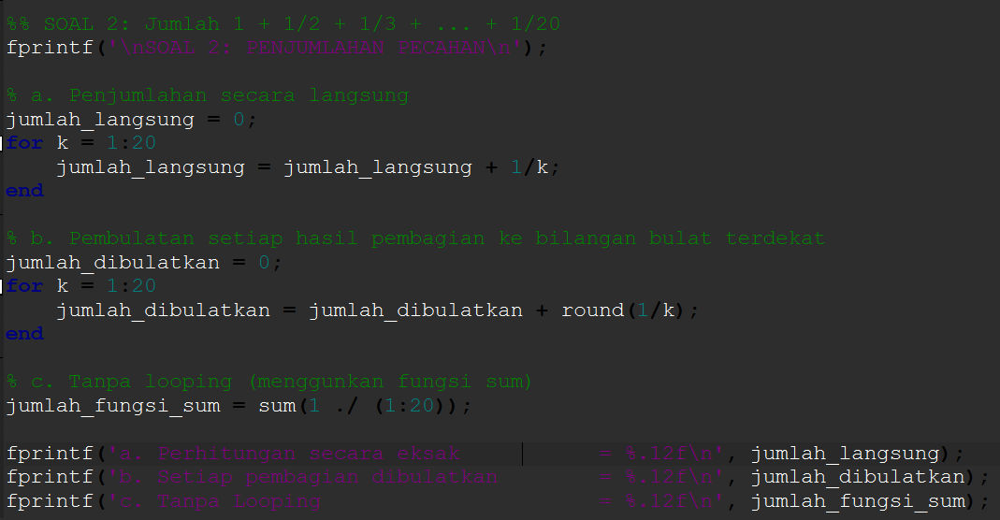 %% SOAL 2: Jumlah 1 + 1/2 + 1/3 + ... + 1/20
fprintf('\nSOAL 2: PENJUMLAHAN PECAHAN\n');
% a. Penjumlahan secara langsung
jumlah_langsung = 0;
for k = 1:20
    jumlah_langsung = jumlah_langsung + 1/k;
end
% b. Pembulatan setiap hasil pembagian ke bilangan bulat terdekat
jumlah_dibulatkan = 0;
for k = 1:20
    jumlah_dibulatkan = jumlah_dibulatkan + round(1/k);
end
% c. Tanpa looping (menggunkan fungsi sum)
jumlah_fungsi_sum = sum(1 ./ (1:20));
fprintf('a. Perhitungan secara eksak           = %.12f\n', jumlah_langsung);
fprintf('b. Setiap pembagian dibulatkan        = %.12f\n', jumlah_dibulatkan);
fprintf('c. Tanpa Looping                      = %.12f\n', jumlah_fungsi_sum);